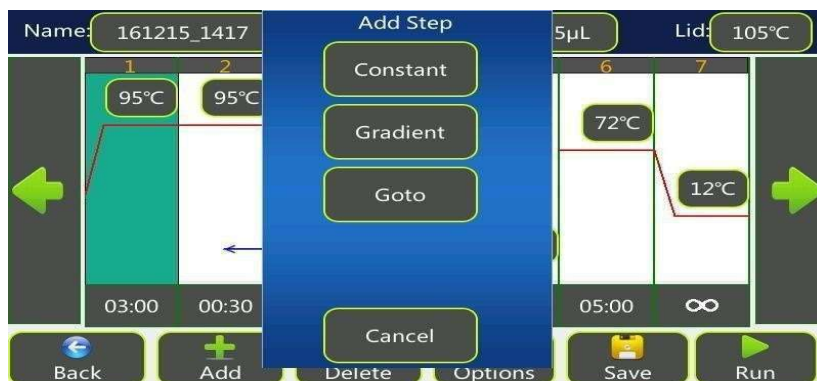 Name: 161215_1417 Add Step 5µL Lid: 105℃
Constant
1 2 6 7
95℃ 95℃ 72℃
Gradient
Goto 12℃
03:00 00:30 05:00 ∞
Cancel
Back Add Delete Options Save Run